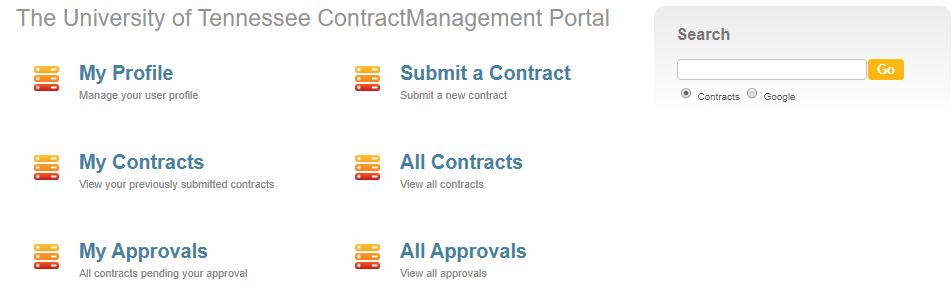 The University of Tennessee ContractManagement Portal
My Profile
Manage your user profile
Submit a Contract
Submit a new contract
My Contracts
View your previously submitted contracts
All Contracts
View all contracts
My Approvals
All contracts pending your approval
All Approvals
View all approvals
Search
Go
Contracts Google